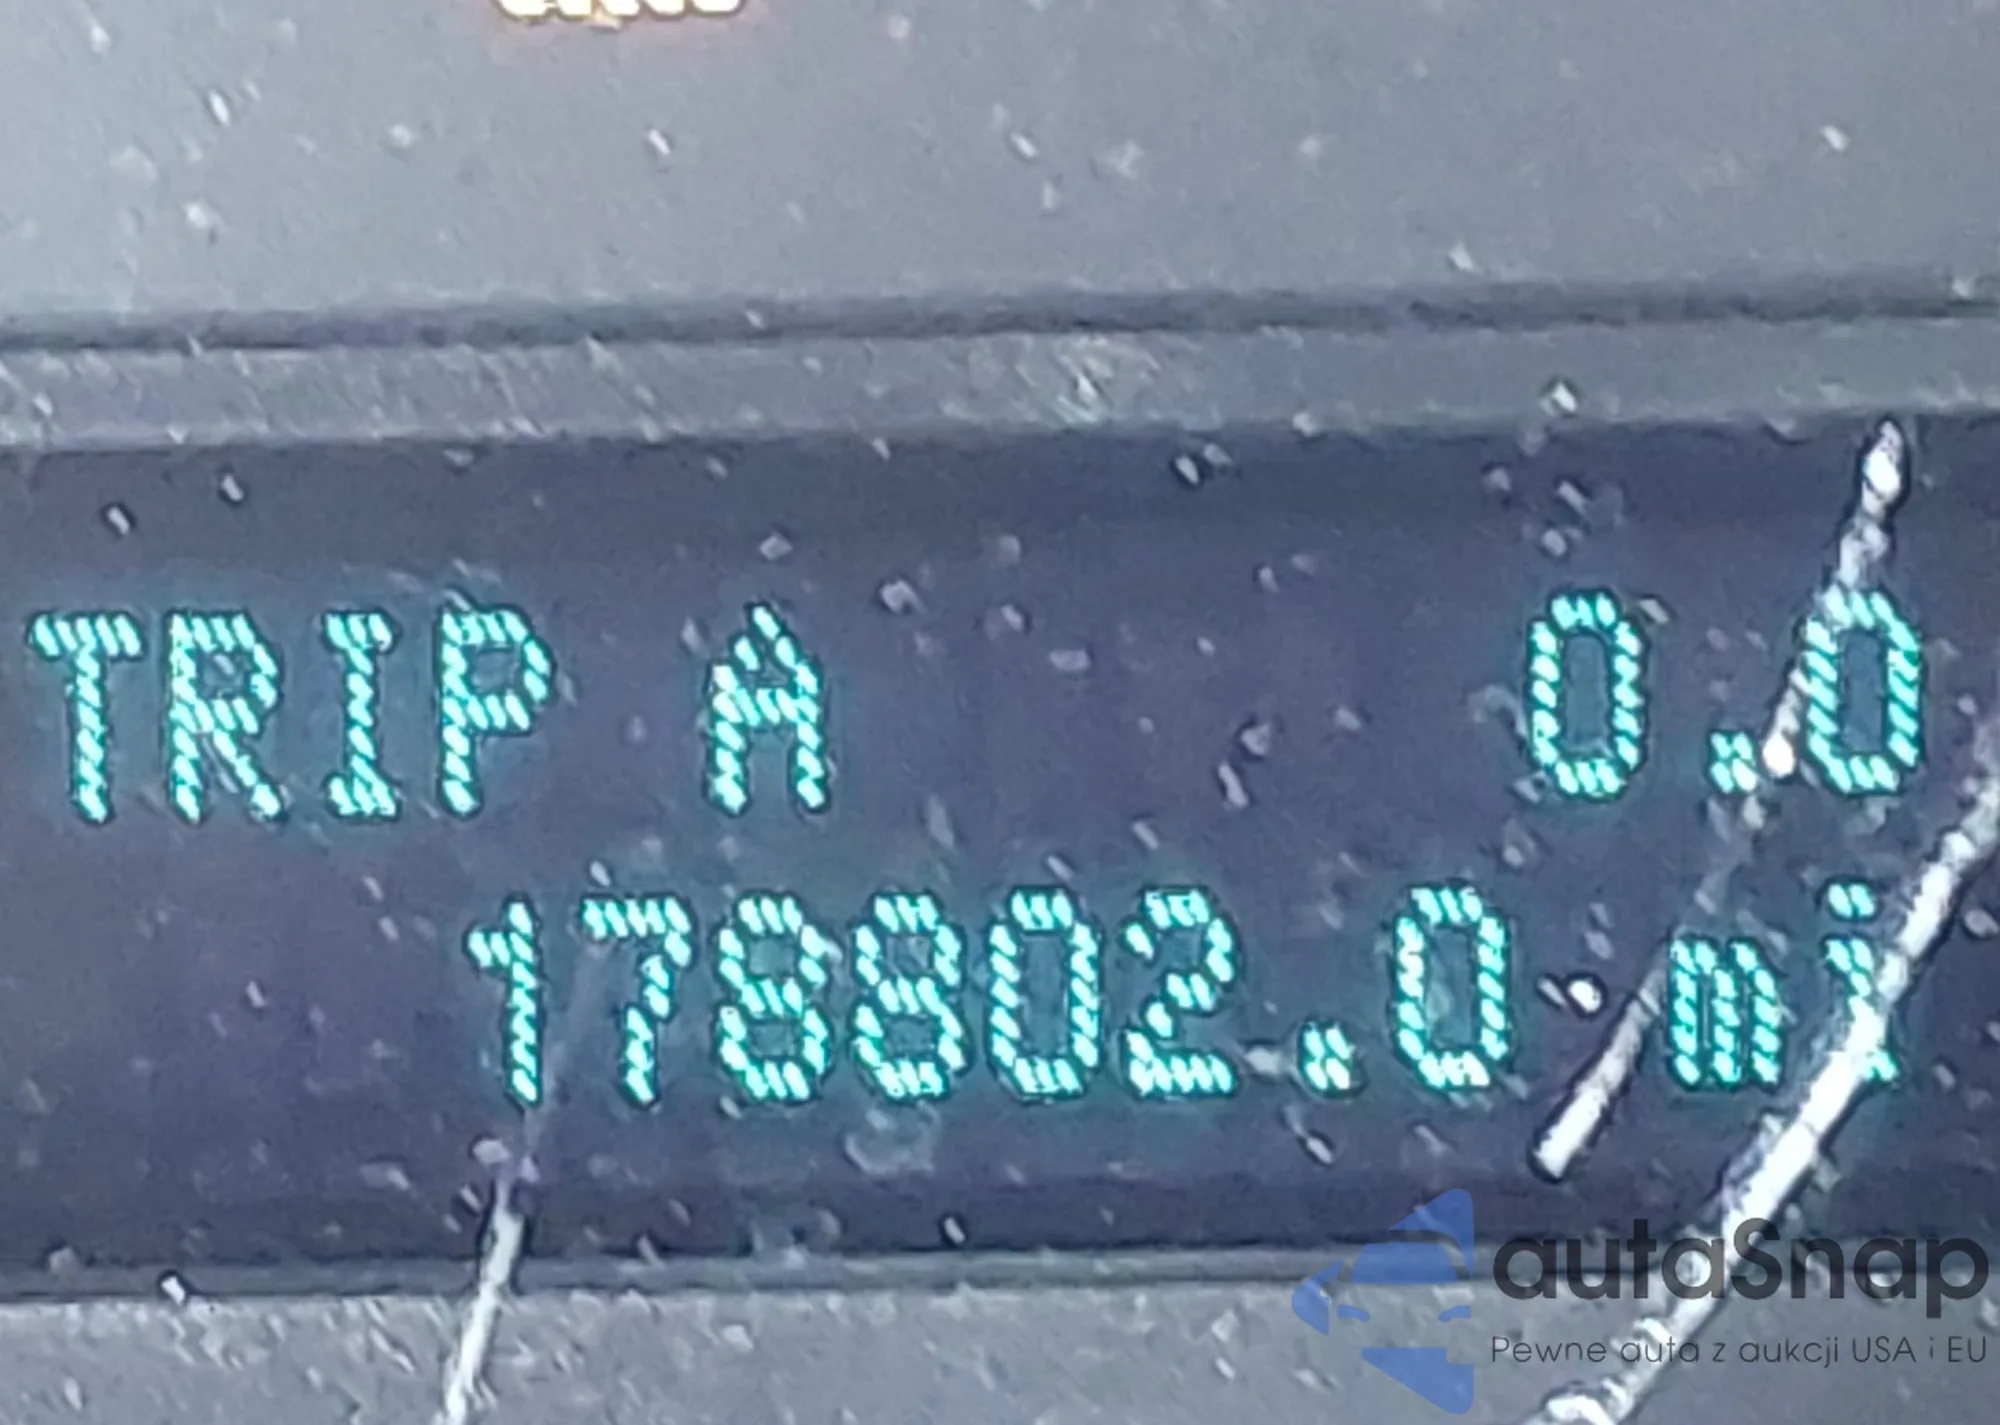 TRIP A 0.0
178802.0 mi
autaSnap
Pewne auta z aukcji USA i EU